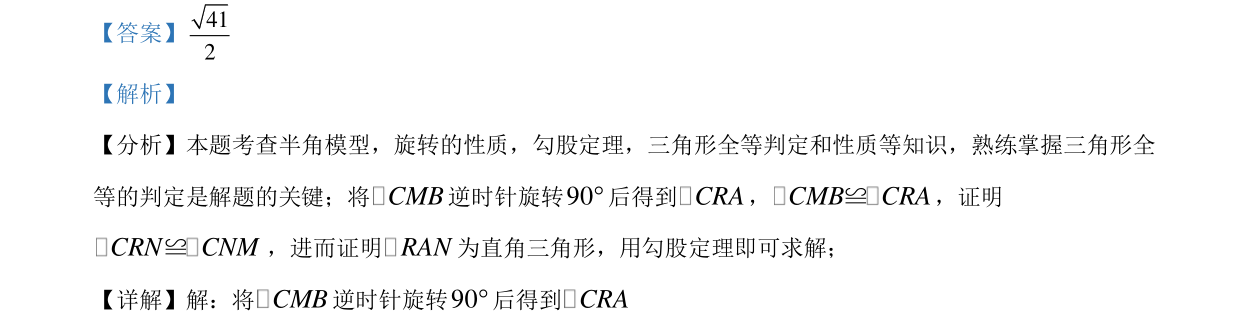 【答案】√41/2
【解析】
【分析】本题考查半角模型，旋转的性质，勾股定理，三角形全等判定和性质等知识，熟练掌握三角形全
等的判定是解题的关键；将□CMB逆时针旋转90°后得到□CRA，□CMB≌□CRA，证明
□CRN≌□CNM，进而证明□RAN为直角三角形，用勾股定理即可求解；
【详解】解：将□CMB逆时针旋转90°后得到□CRA